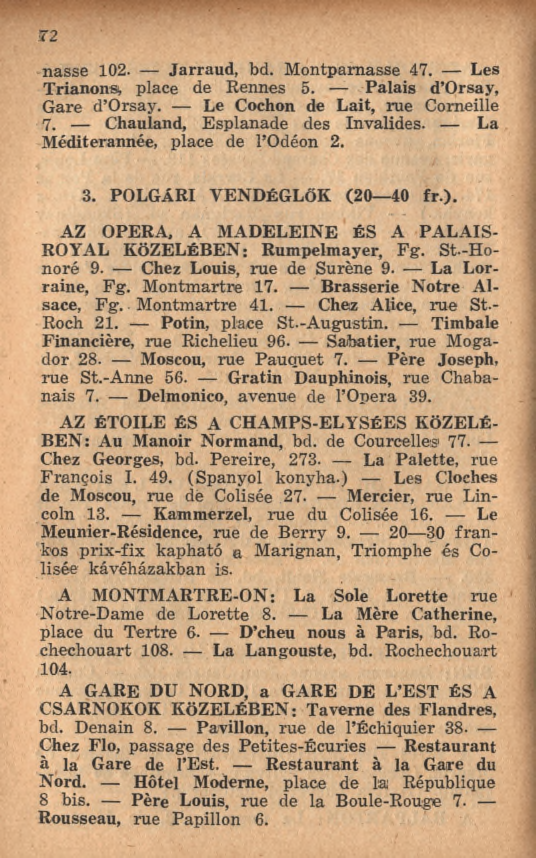 72
nasse 102. — Jarraud, bd. Montparnasse 47. — Les
Trianons, place de Rennes 5. — Palais d'Orsay,
Gare d'Orsay. — Le Cochon de Lait, rue Corneille
7. — Chauland, Esplanade des Invalides. — La
Méditerannée, place de l'Odéon 2.
3. POLGÁRI VENDÉGLŐK (20—40 fr.).
AZ OPERA, A MADELEINE ÉS A PALAIS-
ROYAL KÖZELÉBEN: Rumpelmayer, Fg. St.-Ho-
noré 9. — Chez Louis, rue de Surène 9. — La Lor-
raine, Fg. Montmartre 17. — Brasserie Notre Al-
sace, Fg. Montmartre 41. — Chez Alice, rue St.-
Roch 21. — Potin, place St.-Augustin. — Timbale
Financière, rue Richelieu 96. — Sabatier, rue Moga-
dor 28. — Moscou, rue Pauquet 7. — Père Joseph,
rue St.-Anne 56. — Gratin Dauphinois, rue Chaba-
nais 7. — Delmonico, avenue de l'Opera 39.
AZ ÉTOILE ÉS A CHAMPS-ELYSÉES KÖZELÉ-
BEN: Au Manoir Normand, bd. de Courcelles 77. —
Chez Georges, bd. Pereire, 273. — La Palette, rue
François I. 49. (Spanyol konyha.) — Les Cloches
de Moscou, rue de Colisée 27. — Mercier, rue Lin-
coln 13. — Kammerzel, rue du Colisée 16. — Le
Meunier-Résidence, rue de Berry 9. — 20—30 fran-
kos prix-fix kapható a Marignan, Triomphe és Co-
lisée kávéházakban is.
A MONTMARTRE-ON: La Sole Lorette rue
Notre-Dame de Lorette 8. — La Mère Catherine,
place du Tertre 6. — D'cheu nous à Paris, bd. Ro-
chechouart 108. — La Langouste, bd. Rochechouart
104.
A GARE DU NORD, a GARE DE L'EST ÉS A
CSARNOKOK KÖZELÉBEN: Taverne des Flandres,
bd. Denain 8. — Pavillon, rue de l'Échiquier 38. —
Chez Flo, passage des Petites-Écuries — Restaurant
à la Gare de l'Est. — Restaurant à la Gare du
Nord. — Hôtel Moderne, place de la République
8 bis. — Père Louis, rue de la Boule-Rouge 7. —
Rousseau, rue Papillon 6.